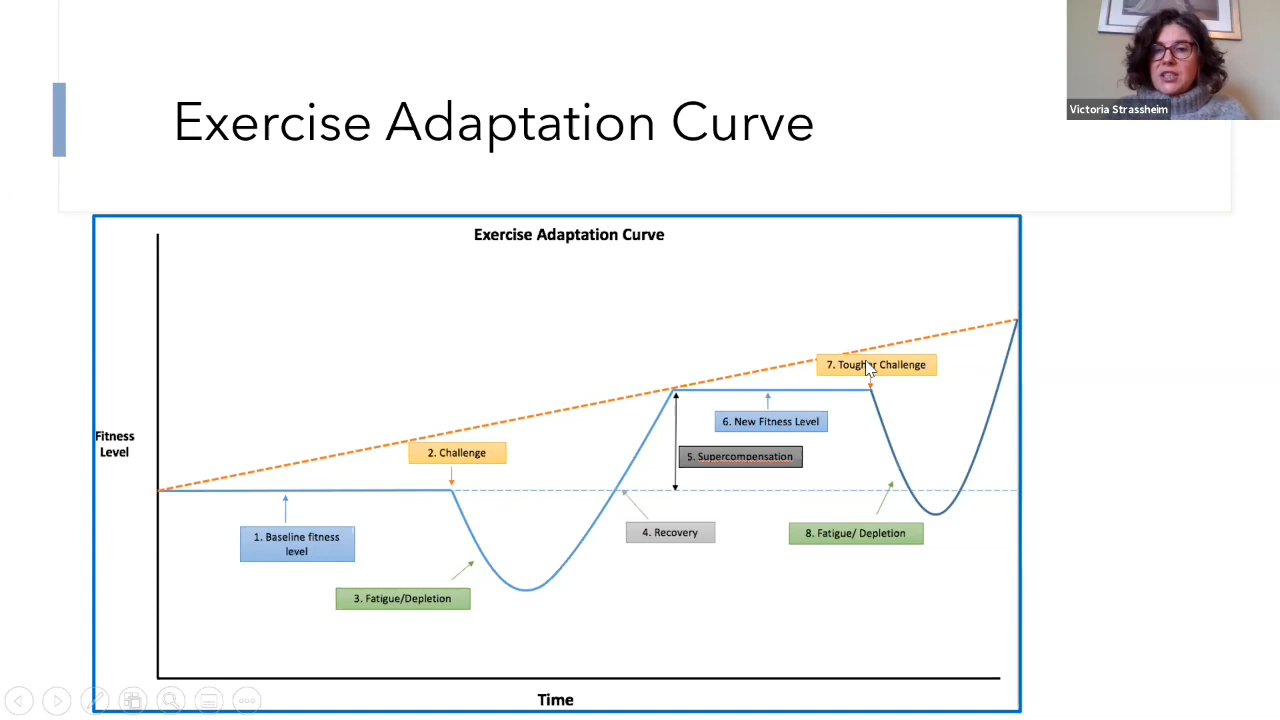 Victoria Strassheim
Exercise Adaptation Curve
Exercise Adaptation Curve
Fitness
Level
7. Tougher Challenge
6. New Fitness Level
2. Challenge
5. Supercompensation
1. Baseline fitness
level
4. Recovery
8. Fatigue/ Depletion
3. Fatigue/Depletion
Time